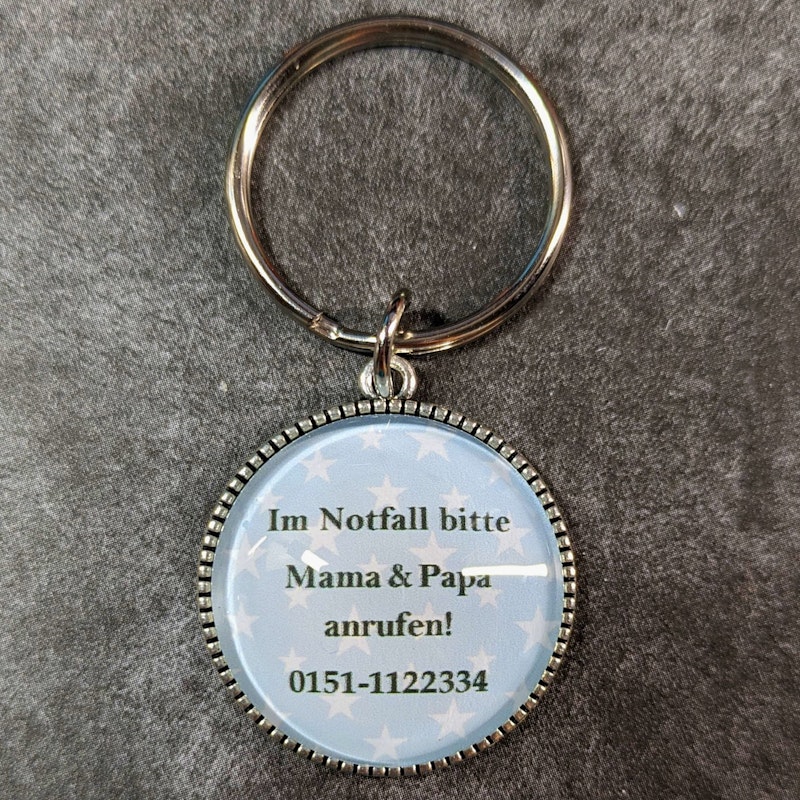 Im Notfall bitte
Mama & Papa
anrufen!
0151-1122334